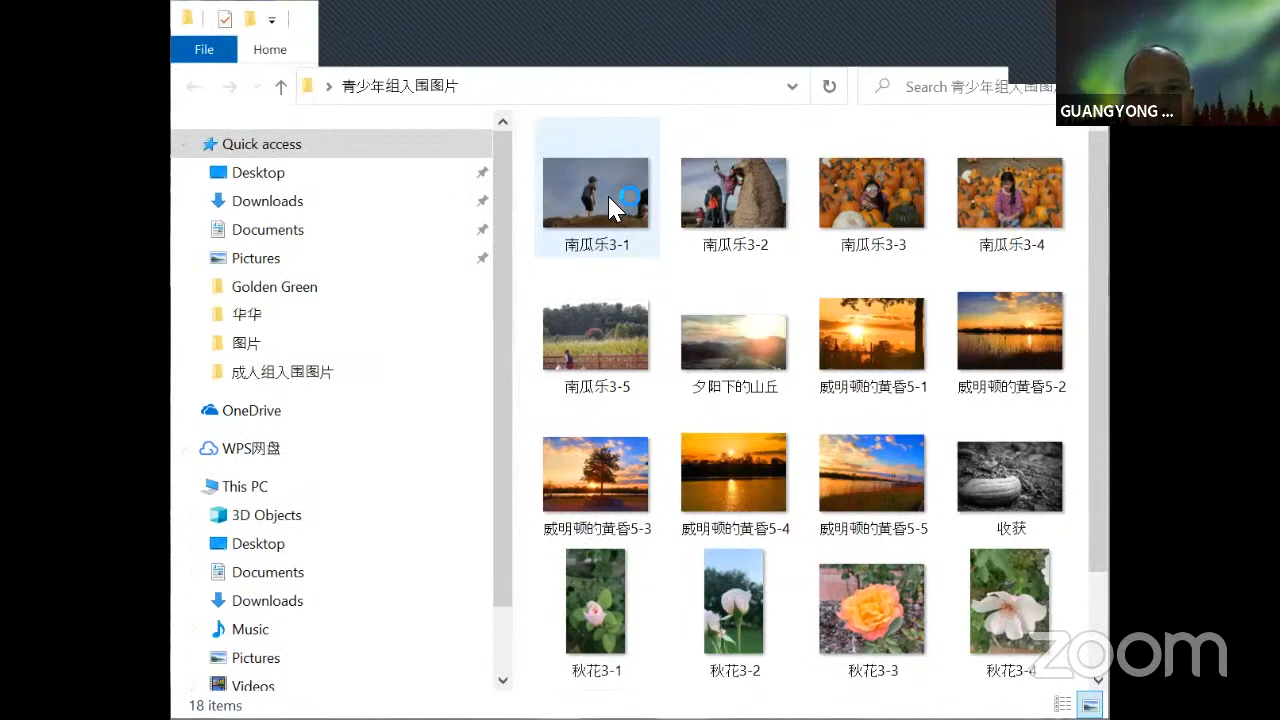 File Home
青少年组入围图片
Search 青少年组入围图片
GUANGYONG ...
Quick access
Desktop
Downloads
Documents
Pictures
Golden Green
华华
图片
成人组入围图片
OneDrive
WPS网盘
This PC
3D Objects
Desktop
Documents
Downloads
Music
Pictures
Videos
南瓜乐3-1 南瓜乐3-2 南瓜乐3-3 南瓜乐3-4
南瓜乐3-5 夕阳下的山丘 威明顿的黄昏5-1 威明顿的黄昏5-2
威明顿的黄昏5-3 威明顿的黄昏5-4 威明顿的黄昏5-5 收获
秋花3-1 秋花3-2 秋花3-3 秋花3-4
18 items
zoom